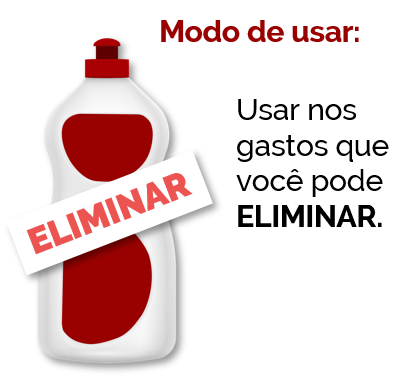 Modo de usar:
Usar nos
gastos que
você pode
ELIMINAR.
ELIMINAR